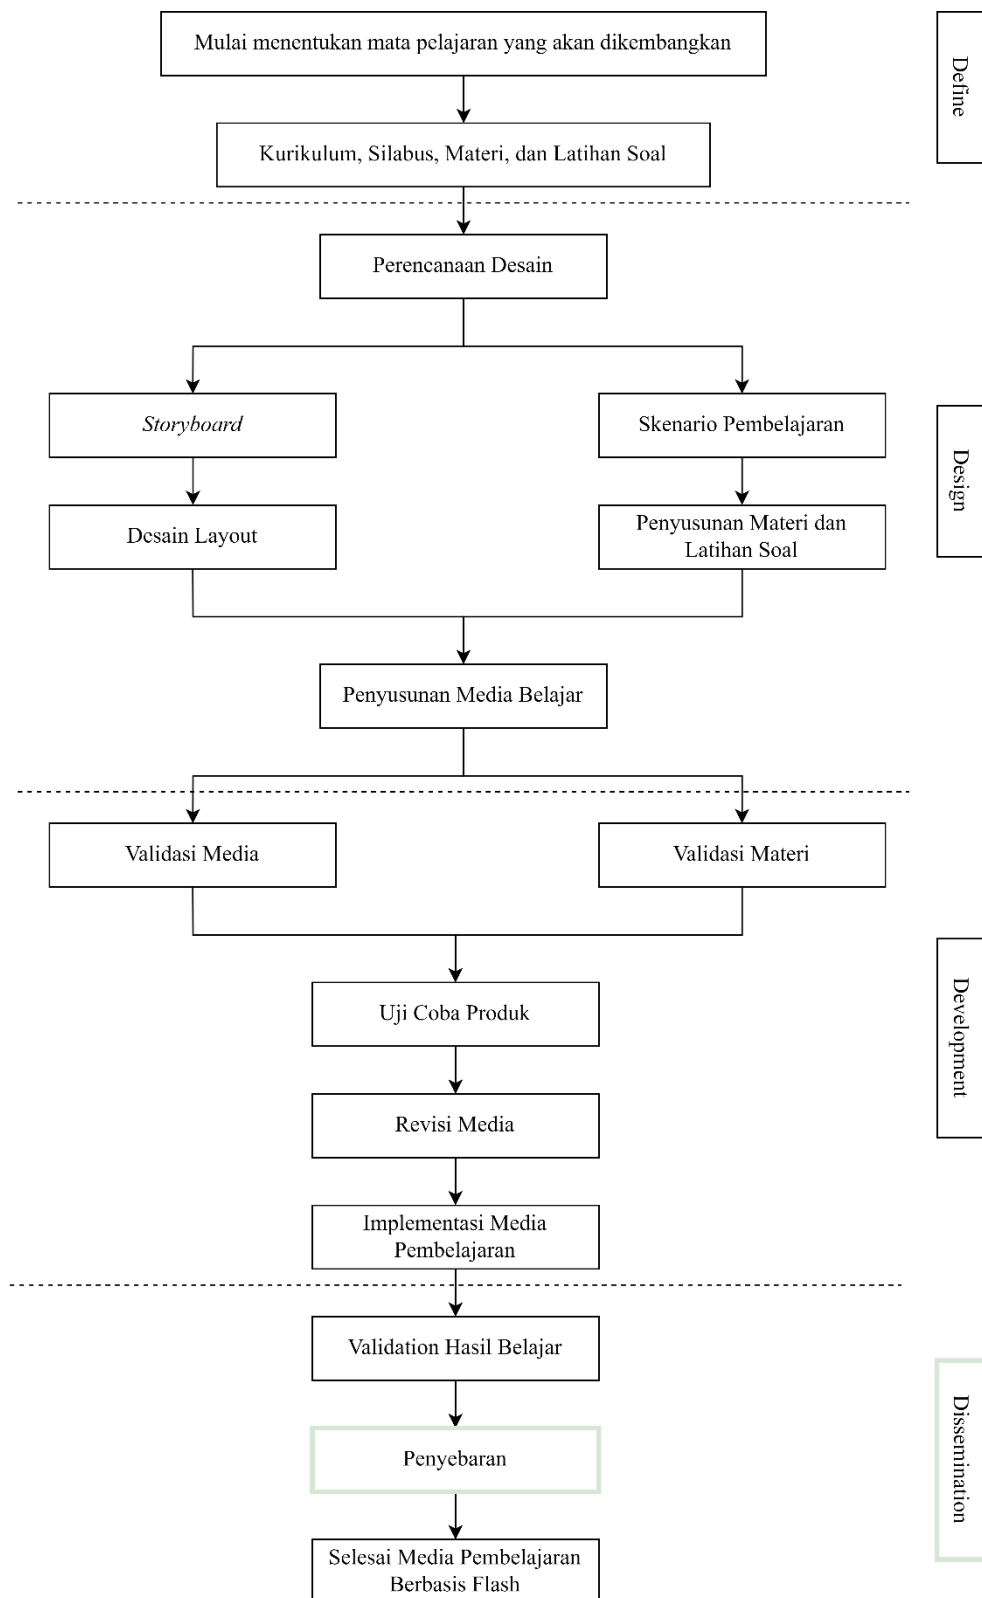 Mulai menentukan mata pelajaran yang akan dikembangkan
Define
Kurikulum, Silabus, Materi, dan Latihan Soal
Perencanaan Desain
Storyboard
Skenario Pembelajaran
Design
Desain Layout
Penyusunan Materi dan
Latihan Soal
Penyusunan Media Belajar
Validasi Media
Validasi Materi
Uji Coba Produk
Development
Revisi Media
Implementasi Media
Pembelajaran
Validation Hasil Belajar
Dissemination
Penyebaran
Selesai Media Pembelajaran
Berbasis Flash